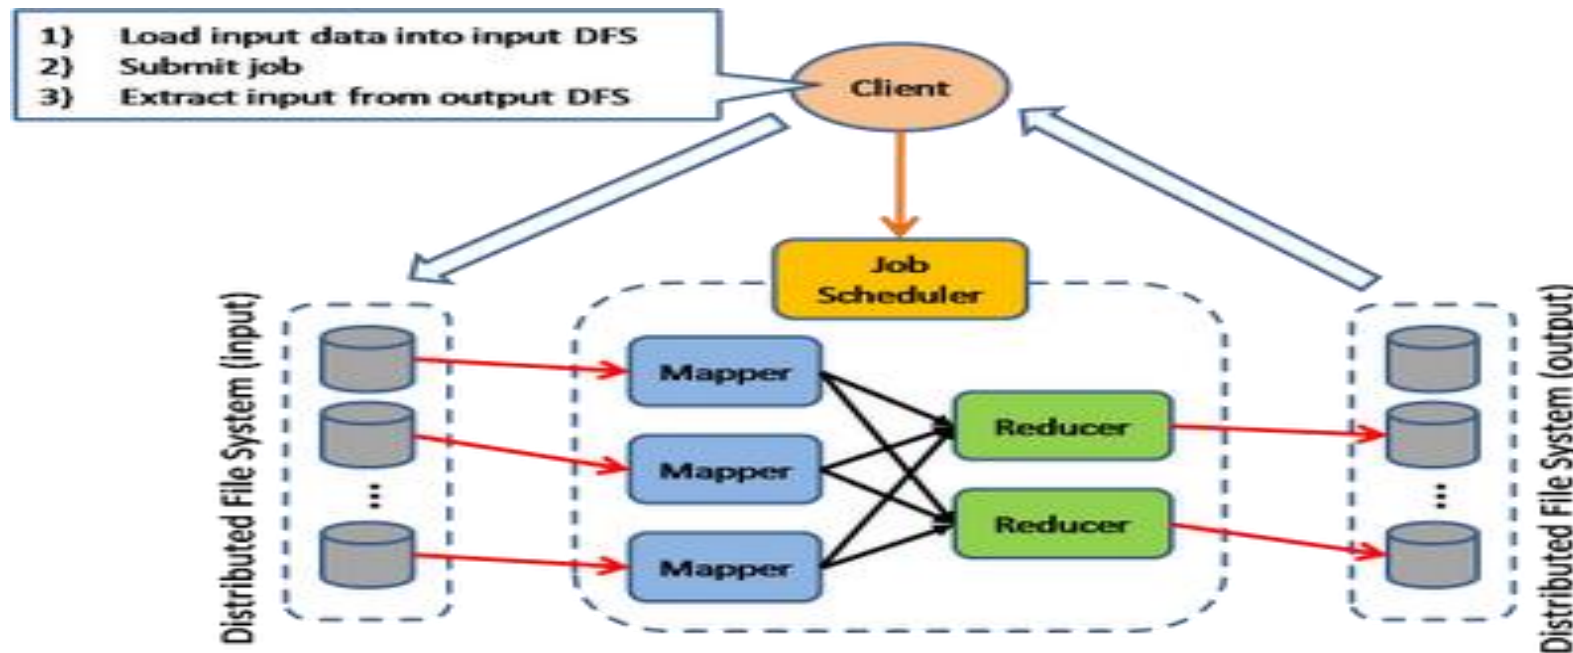 1) Load input data into input DFS
2) Submit job
3) Extract input from output DFS
Client
Job
Scheduler
Distributed File System (input)
Mapper
Mapper
Mapper
...
Reducer
Reducer
...
Distributed File System (output)